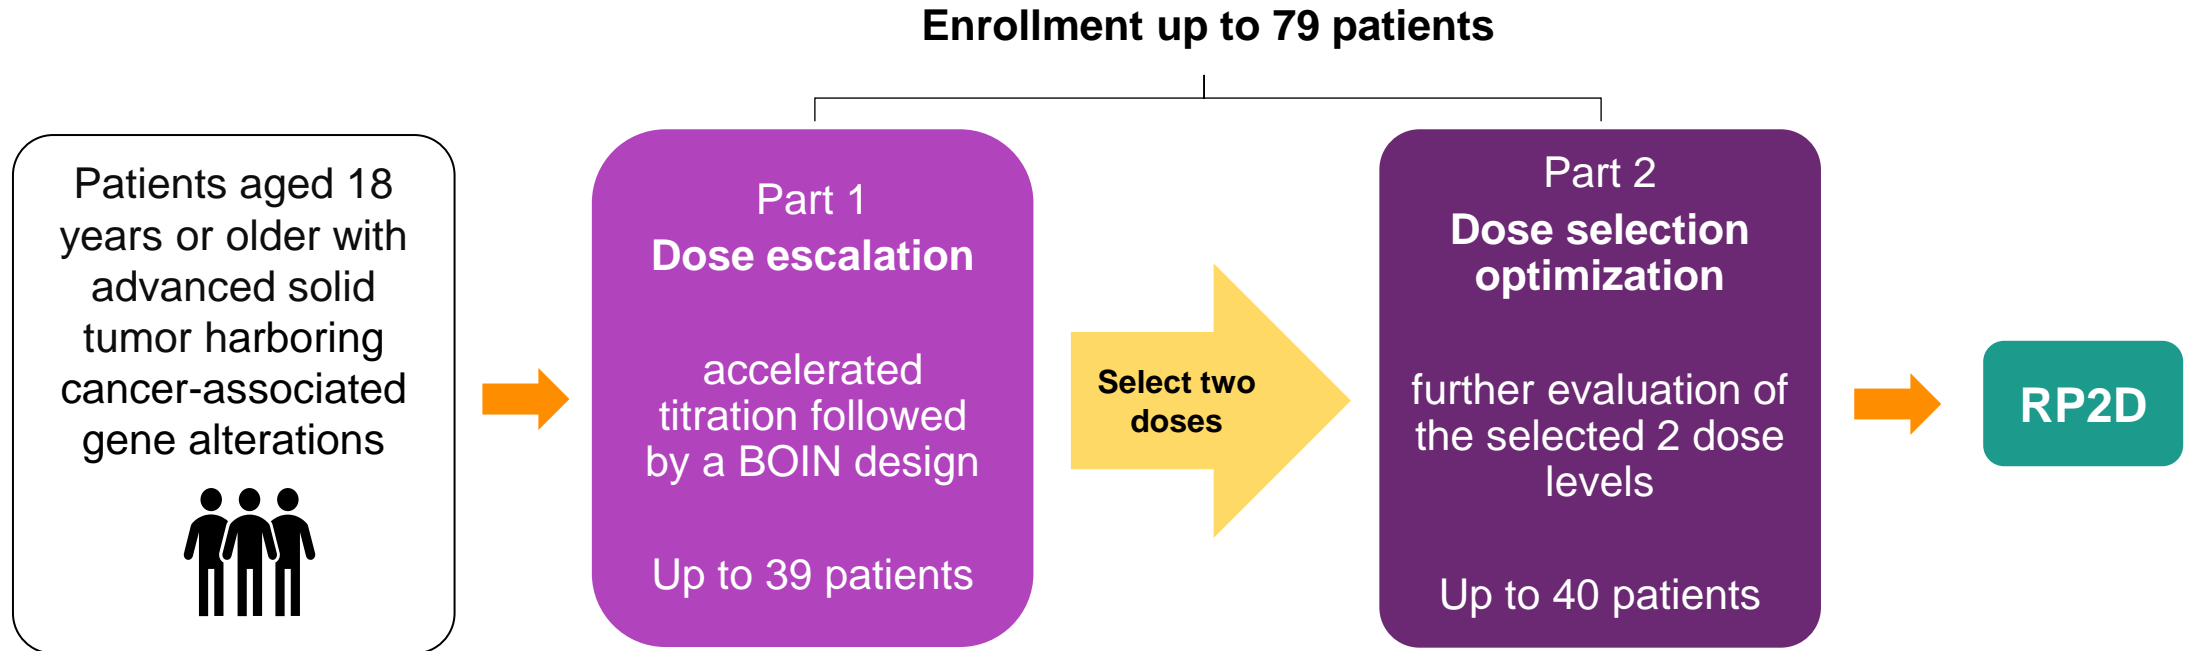 Enrollment up to 79 patients
Patients aged 18
years or older with
advanced solid
tumor harboring
cancer-associated
gene alterations
Part 1
Dose escalation
accelerated
titration followed
by a BOIN design
Up to 39 patients
Select two
doses
Part 2
Dose selection
optimization
further evaluation of
the selected 2 dose
levels
Up to 40 patients
RP2D